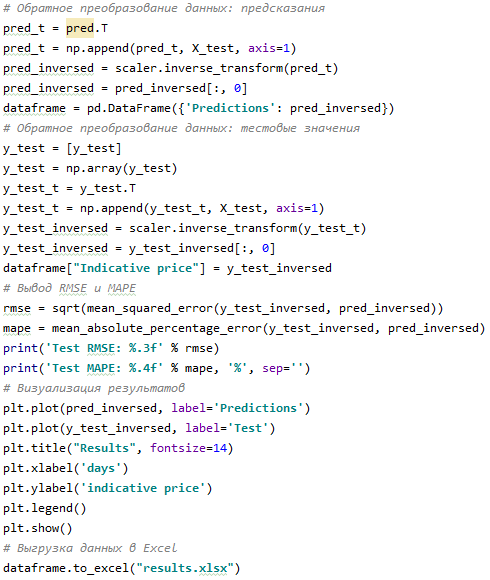 # Обратное преобразование данных: предсказания
pred_t = pred.T
pred_t = np.append(pred_t, X_test, axis=1)
pred_inversed = scaler.inverse_transform(pred_t)
pred_inversed = pred_inversed[:, 0]
dataframe = pd.DataFrame({'Predictions': pred_inversed})
# Обратное преобразование данных: тестовые значения
y_test = [y_test]
y_test = np.array(y_test)
y_test_t = y_test.T
y_test_t = np.append(y_test_t, X_test, axis=1)
y_test_inversed = scaler.inverse_transform(y_test_t)
y_test_inversed = y_test_inversed[:, 0]
dataframe["Indicative price"] = y_test_inversed
# Вывод RMSE и MAPE
rmse = sqrt(mean_squared_error(y_test_inversed, pred_inversed))
mape = mean_absolute_percentage_error(y_test_inversed, pred_inversed)
print('Test RMSE: %.3f' % rmse)
print('Test MAPE: %.4f' % mape, '%', sep='')
# Визуализация результатов
plt.plot(pred_inversed, label='Predictions')
plt.plot(y_test_inversed, label='Test')
plt.title("Results", fontsize=14)
plt.xlabel('days')
plt.ylabel('indicative price')
plt.legend()
plt.show()
# Выгрузка данных в Excel
dataframe.to_excel("results.xlsx")